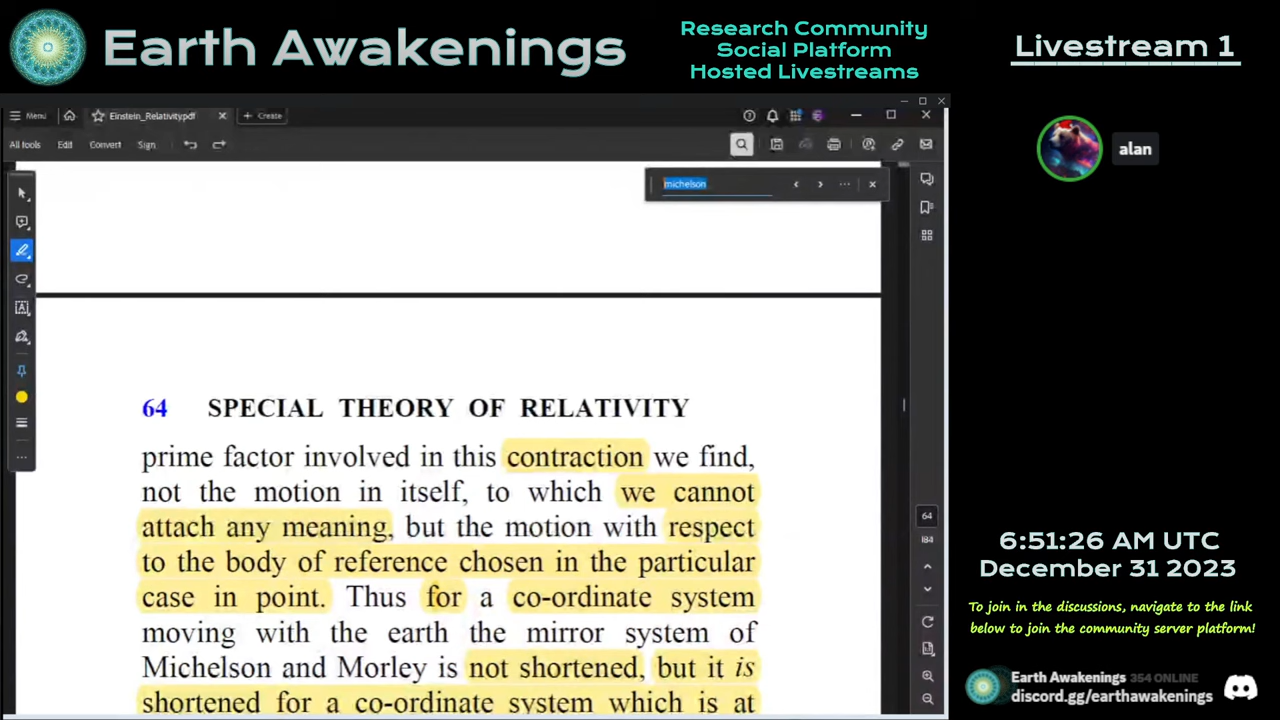 Earth Awakenings
Research Community
Social Platform
Hosted Livestreams
Livestream 1
Menu
Einstein_Relativity.pdf
Create
All tools
Edit
Convert
Sign
michelson
alan
64 SPECIAL THEORY OF RELATIVITY
prime factor involved in this contraction we find,
not the motion in itself, to which we cannot
attach any meaning, but the motion with respect
to the body of reference chosen in the particular
case in point. Thus for a co-ordinate system
moving with the earth the mirror system of
Michelson and Morley is not shortened, but it is
shortened for a co-ordinate system which is at
64
184
6:51:26 AM UTC
December 31 2023
To join in the discussions, navigate to the link
below to join the community server platform!
Earth Awakenings 354 ONLINE
discord.gg/earthawakenings